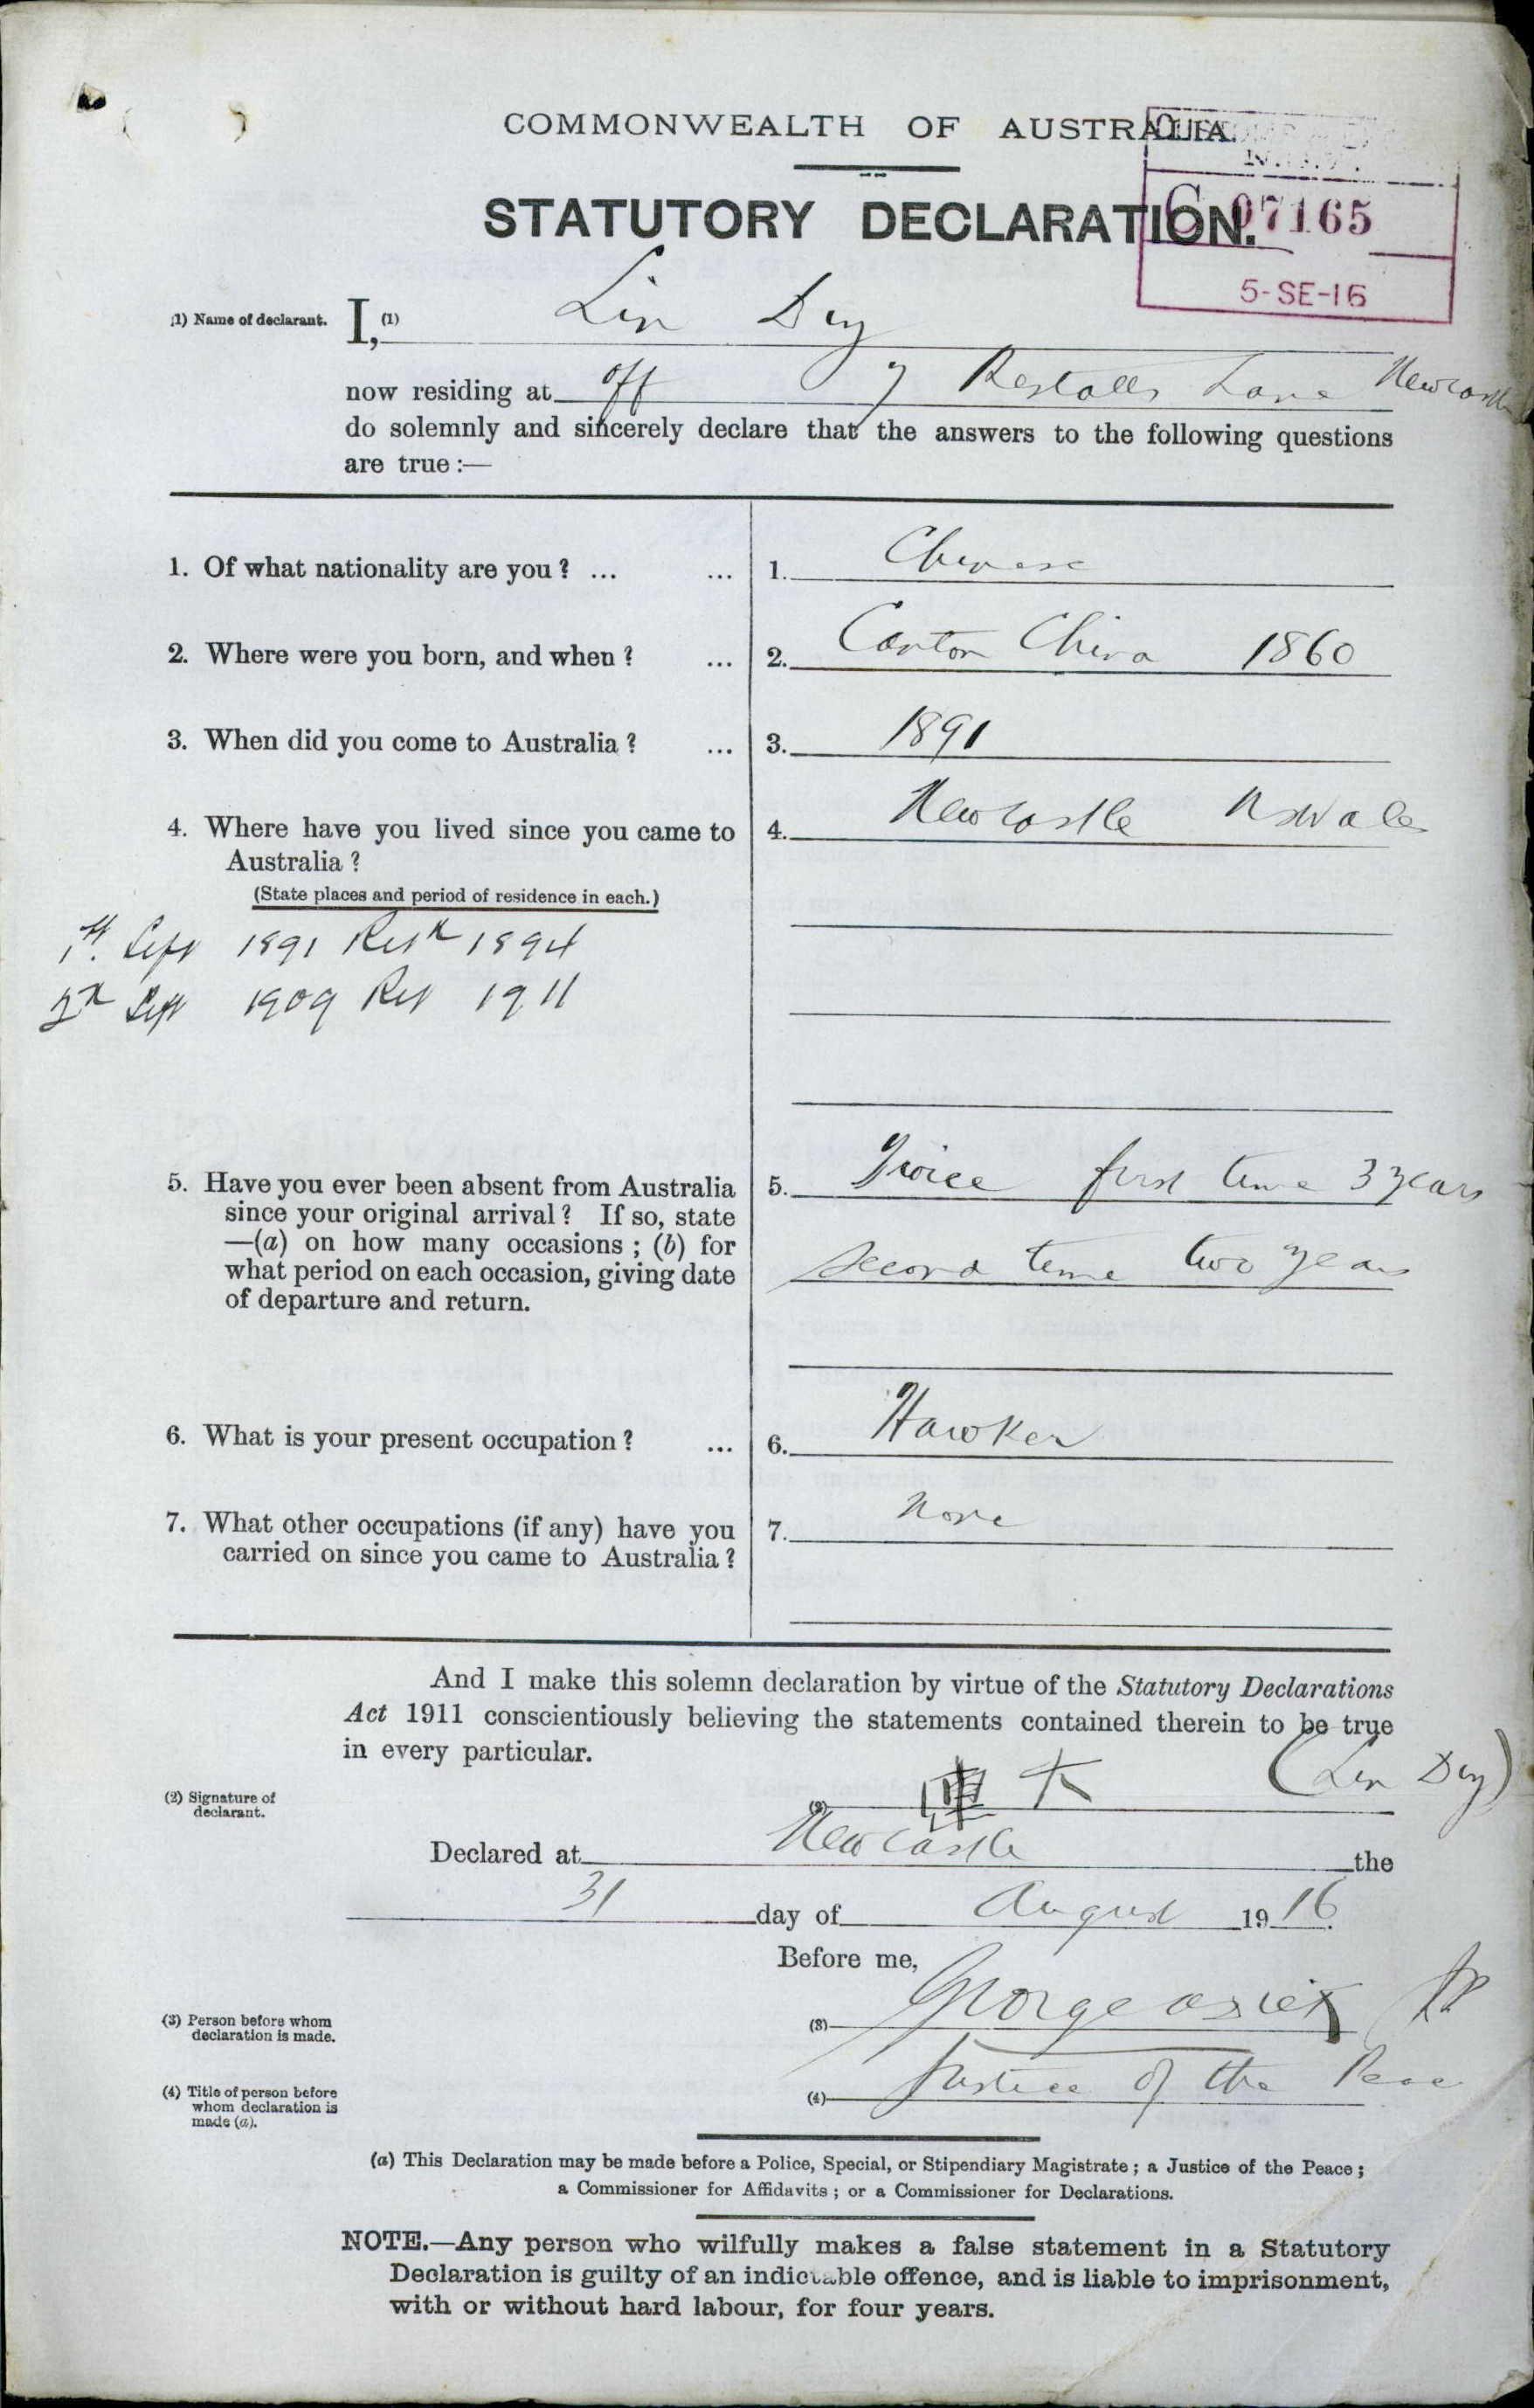 COMMONWEALTH OF AUSTRALIA.
N.S.W.
STATUTORY DECLARATION.
C 07165
5-SE-16
(1) Name of declarant. I, (1) Lin Dey
now residing at off Restalls Lane Newcastle
do solemnly and sincerely declare that the answers to the following questions
are true :—
1. Of what nationality are you ? ... ... 1. Chinese
2. Where were you born, and when ? ... 2. Canton China 1860
3. When did you come to Australia ? ... 3. 1891
4. Where have you lived since you came to 4. Newcastle NSWales
Australia ?
(State places and period of residence in each.)
1st Left 1891 Retn 1894
2n Left 1909 Ret 1911
5. Have you ever been absent from Australia 5. Twice first time 3 years
since your original arrival ? If so, state
—(a) on how many occasions ; (b) for second time two years
what period on each occasion, giving date
of departure and return.
6. What is your present occupation ? ... 6. Hawker
7. What other occupations (if any) have you 7. None
carried on since you came to Australia ?
And I make this solemn declaration by virtue of the Statutory Declarations
Act 1911 conscientiously believing the statements contained therein to be true
in every particular.
(2) Signature of (2) (Lin Dey)
declarant.
Declared at Newcastle the
31 day of August 1916.
Before me,
(3) Person before whom (3) George JP
declaration is made.
(4) Title of person before (4) Justice of the Peace
whom declaration is
made (a).
(a) This Declaration may be made before a Police, Special, or Stipendiary Magistrate ; a Justice of the Peace ;
a Commissioner for Affidavits ; or a Commissioner for Declarations.
NOTE.—Any person who wilfully makes a false statement in a Statutory
Declaration is guilty of an indictable offence, and is liable to imprisonment,
with or without hard labour, for four years.